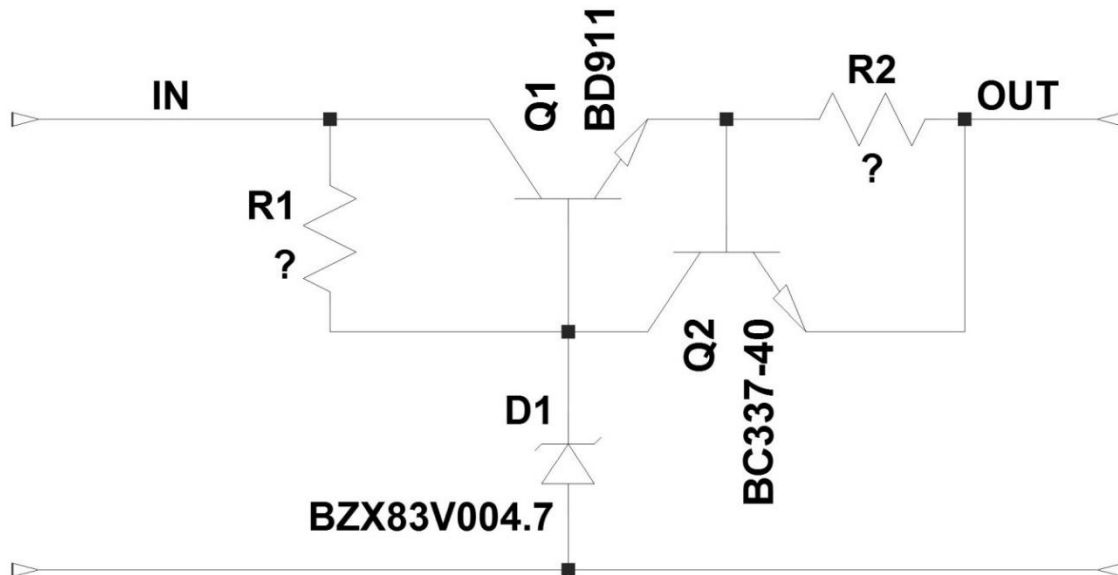 IN
Q1
BD911
R2
?
OUT
R1
?
Q2
BC337-40
D1
BZX83V004.7